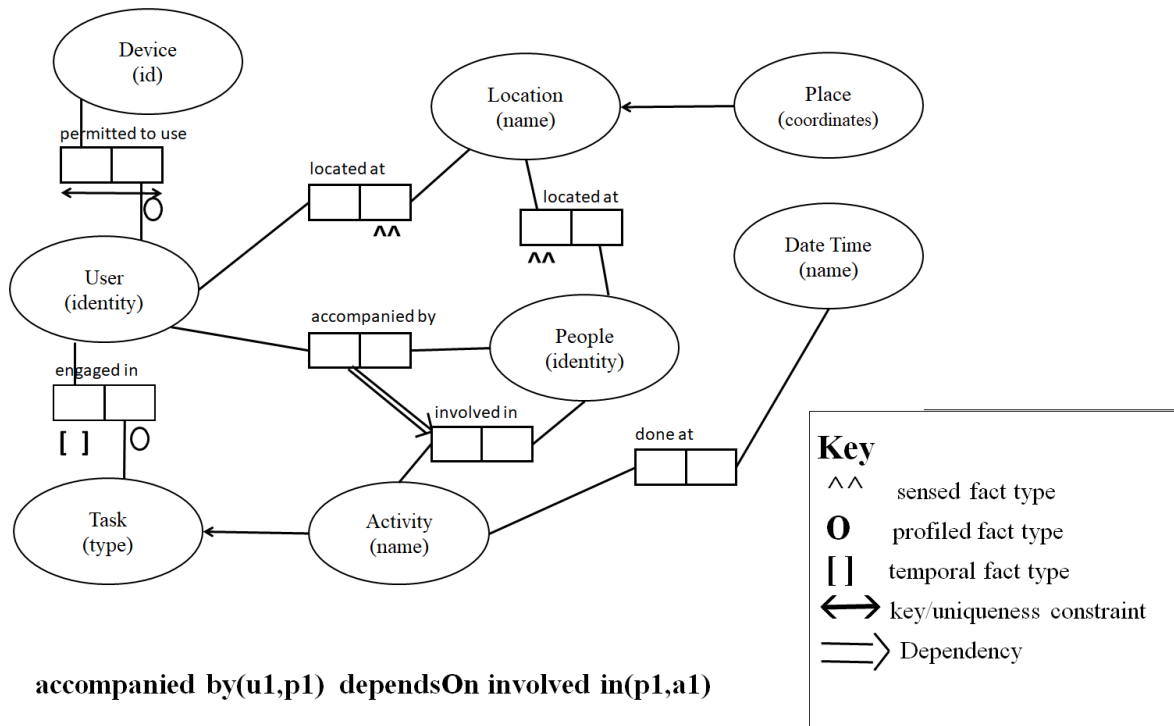 Device
(id)
permitted to use
O
Location
(name)
Place
(coordinates)
located at
^^
located at
^^
User
(identity)
Date Time
(name)
accompanied by
People
(identity)
engaged in
[ ]
O
involved in
done at
Task
(type)
Activity
(name)
Key
^^ sensed fact type
O profiled fact type
[ ] temporal fact type
key/uniqueness constraint
Dependency
accompanied by(u1,p1) dependsOn involved in(p1,a1)